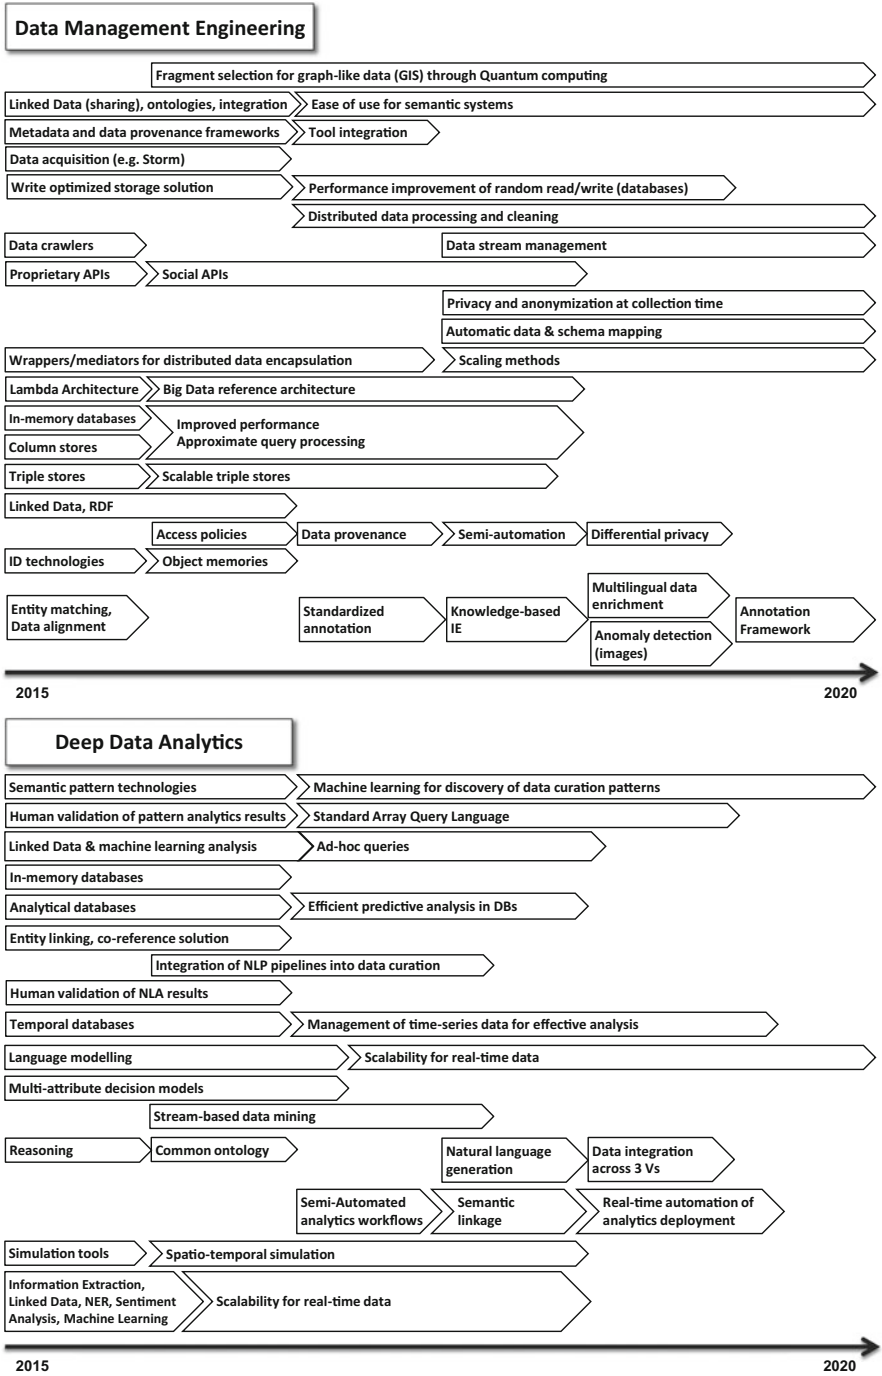 Data Management Engineering
Fragment selection for graph-like data (GIS) through Quantum computing
Linked Data (sharing), ontologies, integration
Ease of use for semantic systems
Metadata and data provenance frameworks
Tool integration
Data acquisition (e.g. Storm)
Write optimized storage solution
Performance improvement of random read/write (databases)
Distributed data processing and cleaning
Data crawlers
Data stream management
Proprietary APIs
Social APIs
Privacy and anonymization at collection time
Automatic data & schema mapping
Wrappers/mediators for distributed data encapsulation
Scaling methods
Lambda Architecture
Big Data reference architecture
In-memory databases
Column stores
Improved performance
Approximate query processing
Triple stores
Scalable triple stores
Linked Data, RDF
Access policies
Data provenance
Semi-automation
Differential privacy
ID technologies
Object memories
Entity matching,
Data alignment
Standardized
annotation
Knowledge-based
IE
Multilingual data
enrichment
Anomaly detection
(images)
Annotation
Framework
2015
2020
Deep Data Analytics
Semantic pattern technologies
Machine learning for discovery of data curation patterns
Human validation of pattern analytics results
Standard Array Query Language
Linked Data & machine learning analysis
Ad-hoc queries
In-memory databases
Analytical databases
Efficient predictive analysis in DBs
Entity linking, co-reference solution
Integration of NLP pipelines into data curation
Human validation of NLA results
Temporal databases
Management of time-series data for effective analysis
Language modelling
Scalability for real-time data
Multi-attribute decision models
Stream-based data mining
Reasoning
Common ontology
Natural language
generation
Data integration
across 3 Vs
Semi-Automated
analytics workflows
Semantic
linkage
Real-time automation of
analytics deployment
Simulation tools
Spatio-temporal simulation
Information Extraction,
Linked Data, NER, Sentiment
Analysis, Machine Learning
Scalability for real-time data
2015
2020